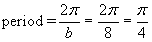 period = 2π/b = 2π/8 = π/4